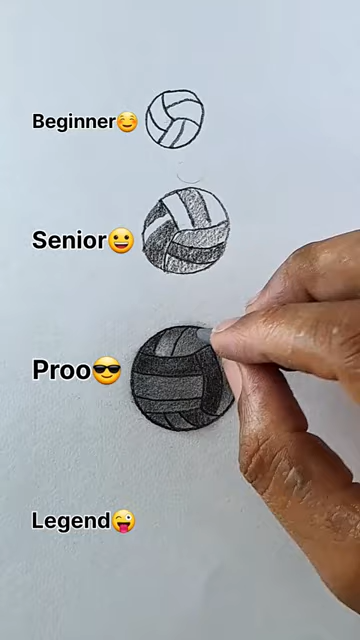 Beginner☺️
Senior😀
Proo😎
Legend😜